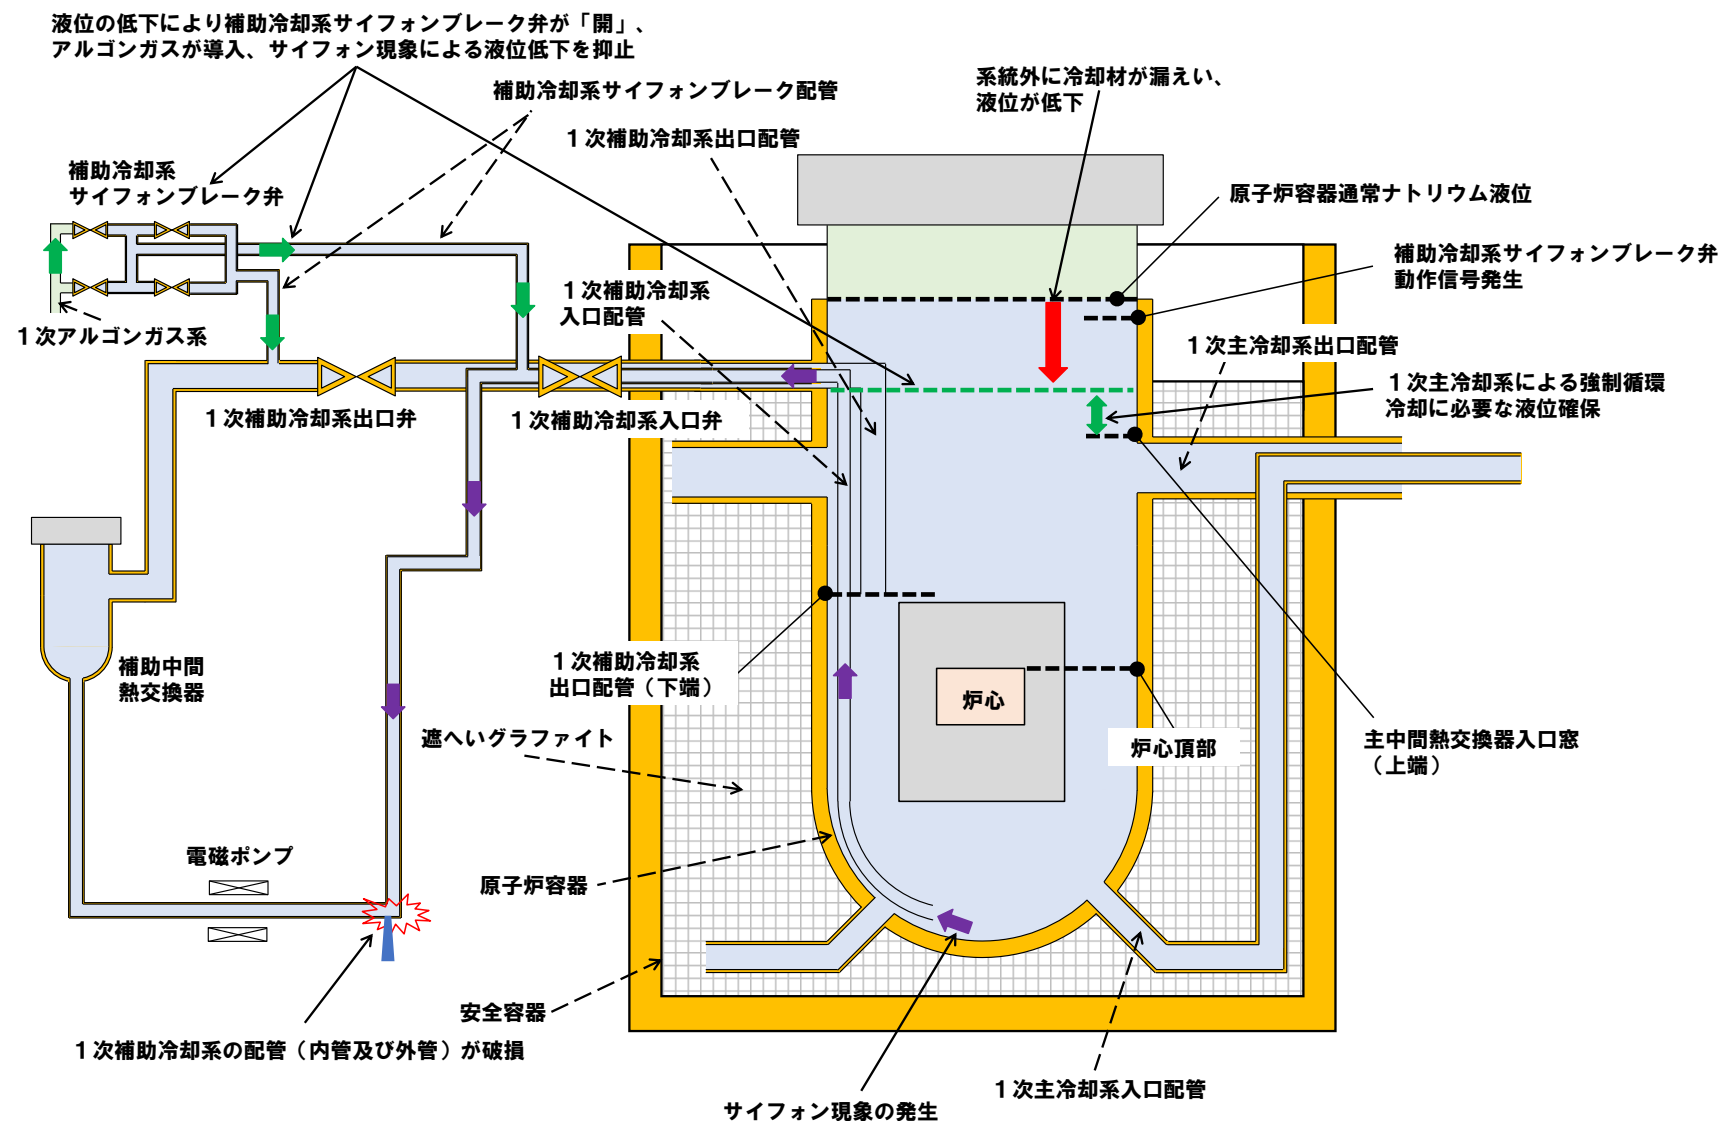 液位の低下により補助冷却系サイフォンブレーク弁が「開」、
アルゴンガスが導入、サイフォン現象による液位低下を抑止
補助冷却系サイフォンブレーク配管
系統外に冷却材が漏えい、
液位が低下
１次補助冷却系出口配管
補助冷却系
サイフォンブレーク弁
原子炉容器通常ナトリウム液位
補助冷却系サイフォンブレーク弁
動作信号発生
１次補助冷却系
入口配管
１次アルゴンガス系
１次主冷却系出口配管
１次主冷却系による強制循環
冷却に必要な液位確保
１次補助冷却系出口弁
１次補助冷却系入口弁
補助中間
熱交換器
１次補助冷却系
出口配管（下端）
炉心
遮へいグラファイト
炉心頂部
主中間熱交換器入口窓
（上端）
電磁ポンプ
原子炉容器
安全容器
１次補助冷却系の配管（内管及び外管）が破損
１次主冷却系入口配管
サイフォン現象の発生